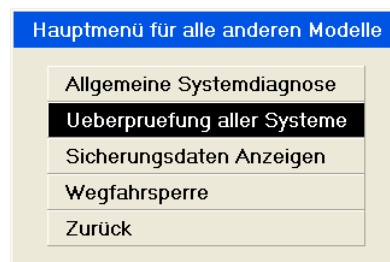 Hauptmenü für alle anderen Modelle
Allgemeine Systemdiagnose
Ueberpruefung aller Systeme
Sicherungsdaten Anzeigen
Wegfahrsperre
Zurück